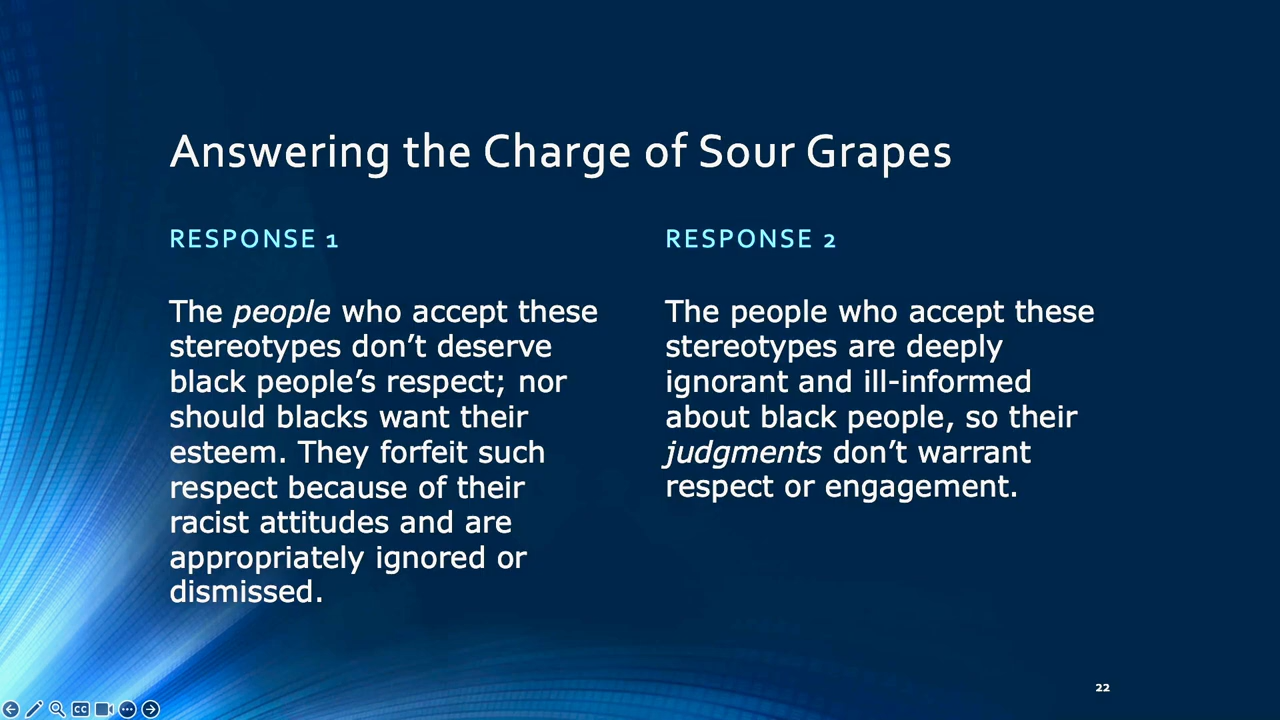 Answering the Charge of Sour Grapes
RESPONSE 1
The people who accept these
stereotypes don’t deserve
black people’s respect; nor
should blacks want their
esteem. They forfeit such
respect because of their
racist attitudes and are
appropriately ignored or
dismissed.
RESPONSE 2
The people who accept these
stereotypes are deeply
ignorant and ill-informed
about black people, so their
judgments don’t warrant
respect or engagement.
22
CC